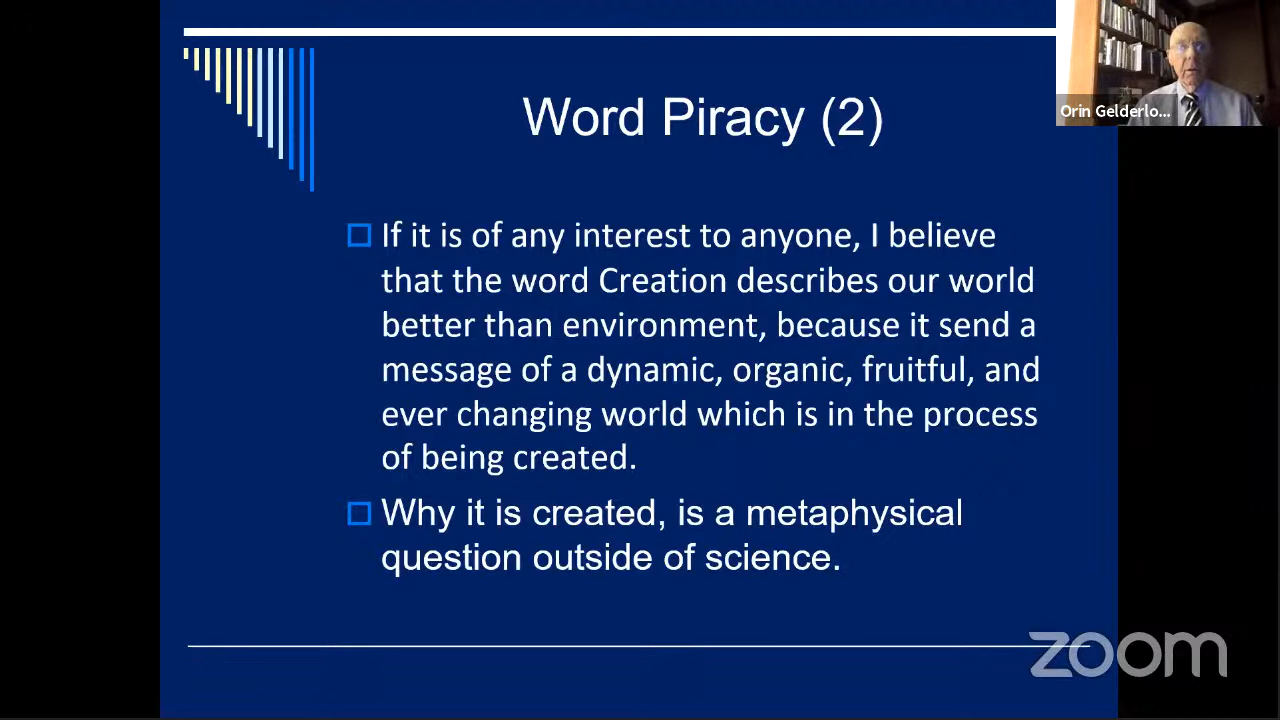 Word Piracy (2)
Orin Gelderlo...
If it is of any interest to anyone, I believe
that the word Creation describes our world
better than environment, because it send a
message of a dynamic, organic, fruitful, and
ever changing world which is in the process
of being created.
Why it is created, is a metaphysical
question outside of science.
zoom